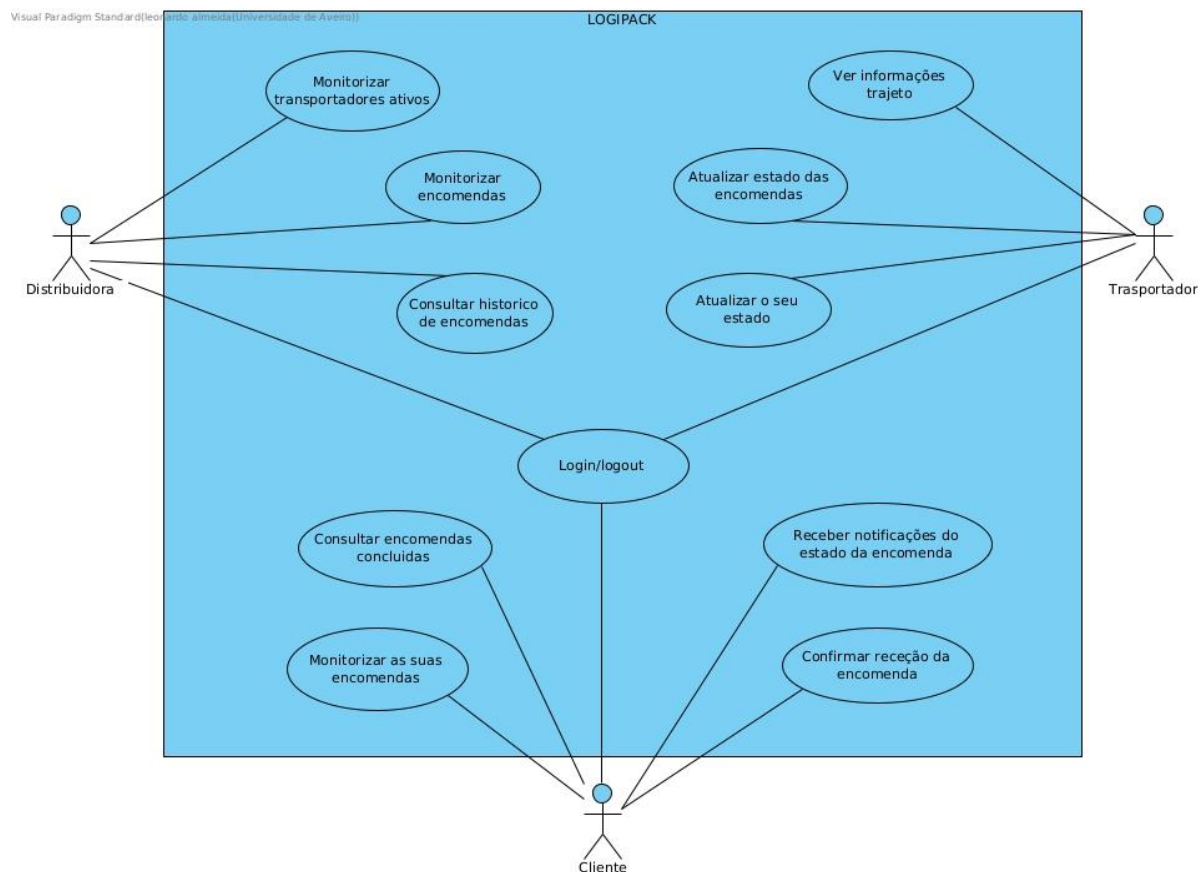 Visual Paradigm Standard(leonardo almeida(Universidade de Aveiro))
LOGIPACK
Monitorizar
transportadores ativos
Ver informações
trajeto
Monitorizar
encomendas
Atualizar estado das
encomendas
Distribuidora
Trasportador
Consultar historico
de encomendas
Atualizar o seu
estado
Login/logout
Consultar encomendas
concluidas
Receber notificações do
estado da encomenda
Monitorizar as suas
encomendas
Confirmar receção da
encomenda
Cliente